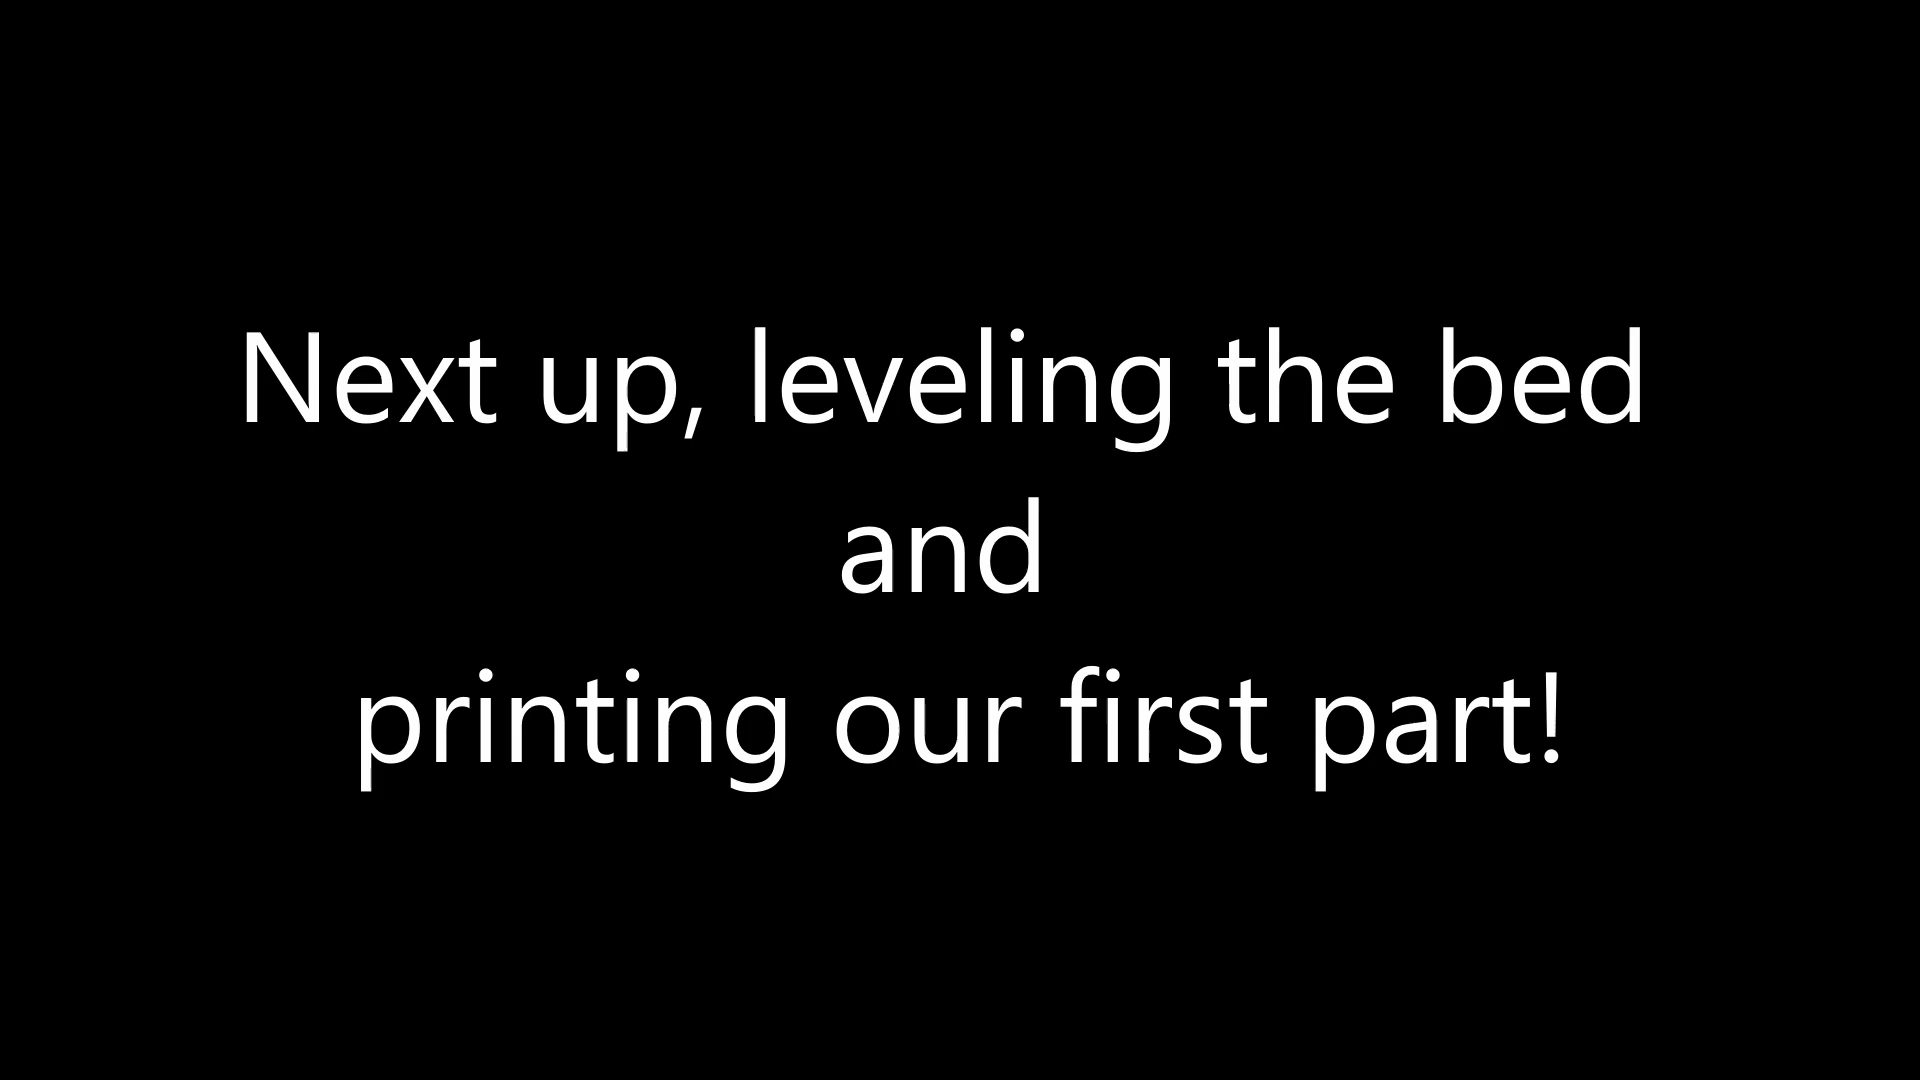 Next up, leveling the bed
and
printing our first part!